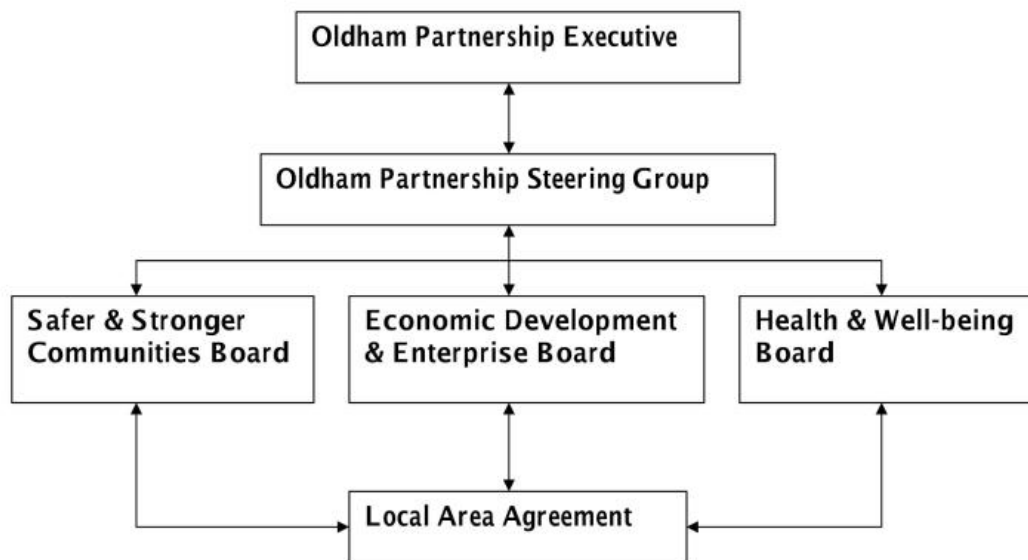 Oldham Partnership Executive
Oldham Partnership Steering Group
Safer & Stronger
Communities Board
Economic Development
& Enterprise Board
Health & Well-being
Board
Local Area Agreement